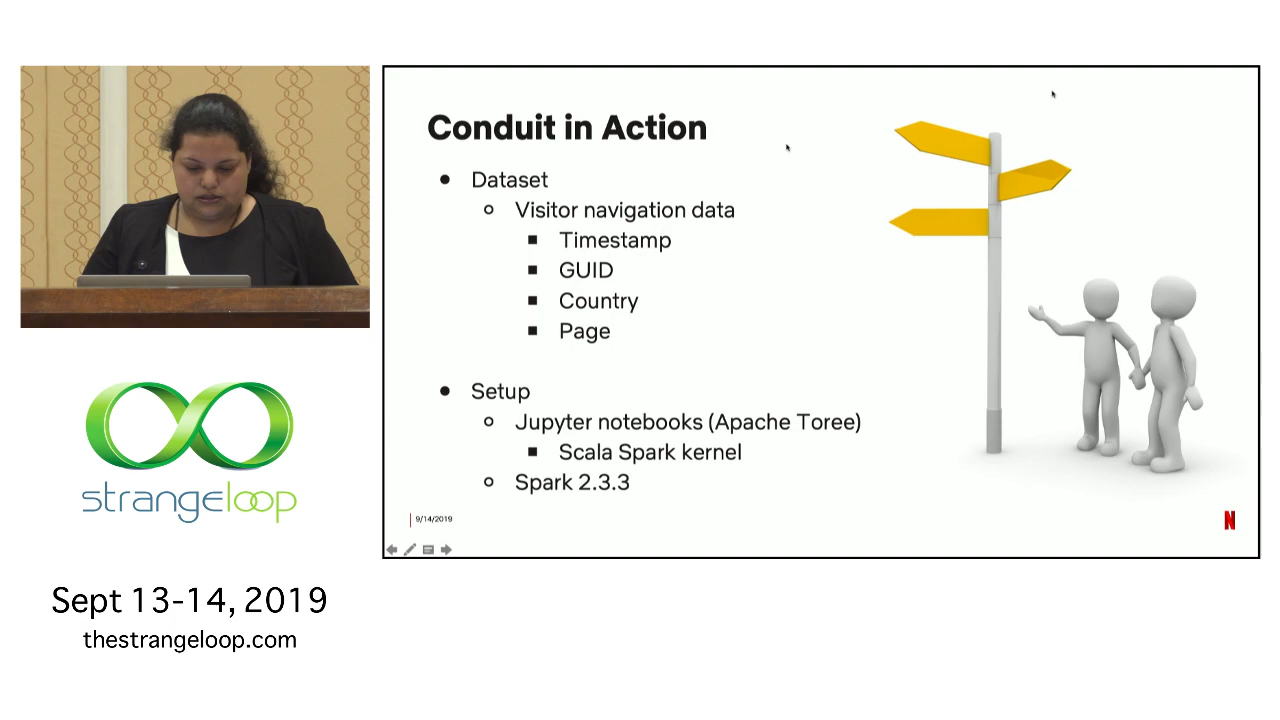 Conduit in Action
● Dataset
○ Visitor navigation data
■ Timestamp
■ GUID
■ Country
■ Page
● Setup
○ Jupyter notebooks (Apache Toree)
■ Scala Spark kernel
○ Spark 2.3.3
9/14/2019
N
strangeloop
Sept 13-14, 2019
thestrangeloop.com